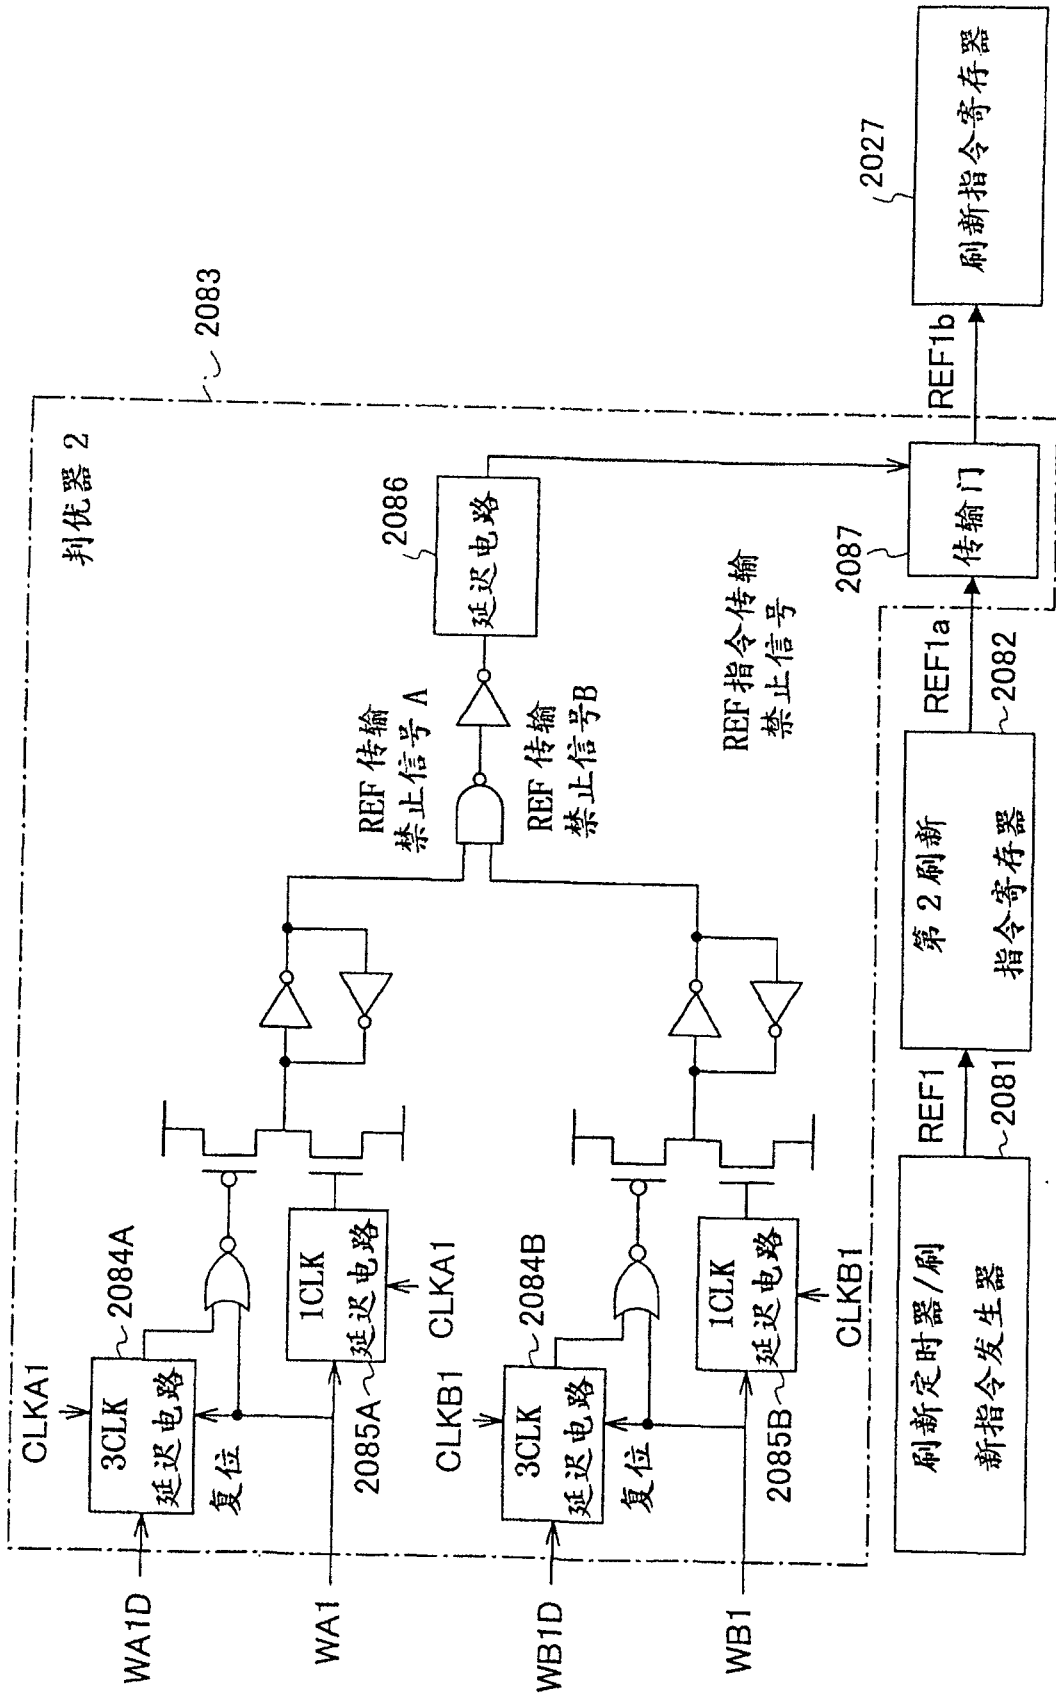 判优器 2
2083
CLKA1
2084A
3CLK
延迟电路
复位
WA1D
WA1
1CLK
延迟电路
2085A
CLKA1
REF 传输
禁止信号 A
2086
延迟电路
REF 传输
禁止信号B
CLKB1
2084B
3CLK
延迟电路
复位
WB1D
WB1
1CLK
延迟电路
2085B
CLKB1
REF 指令传输
禁止信号
刷新定时器/刷
新指令发生器
2081
REF1
第 2 刷新
指令寄存器
2082
REF1a
传输门
2087
REF1b
刷新指令寄存器
2027